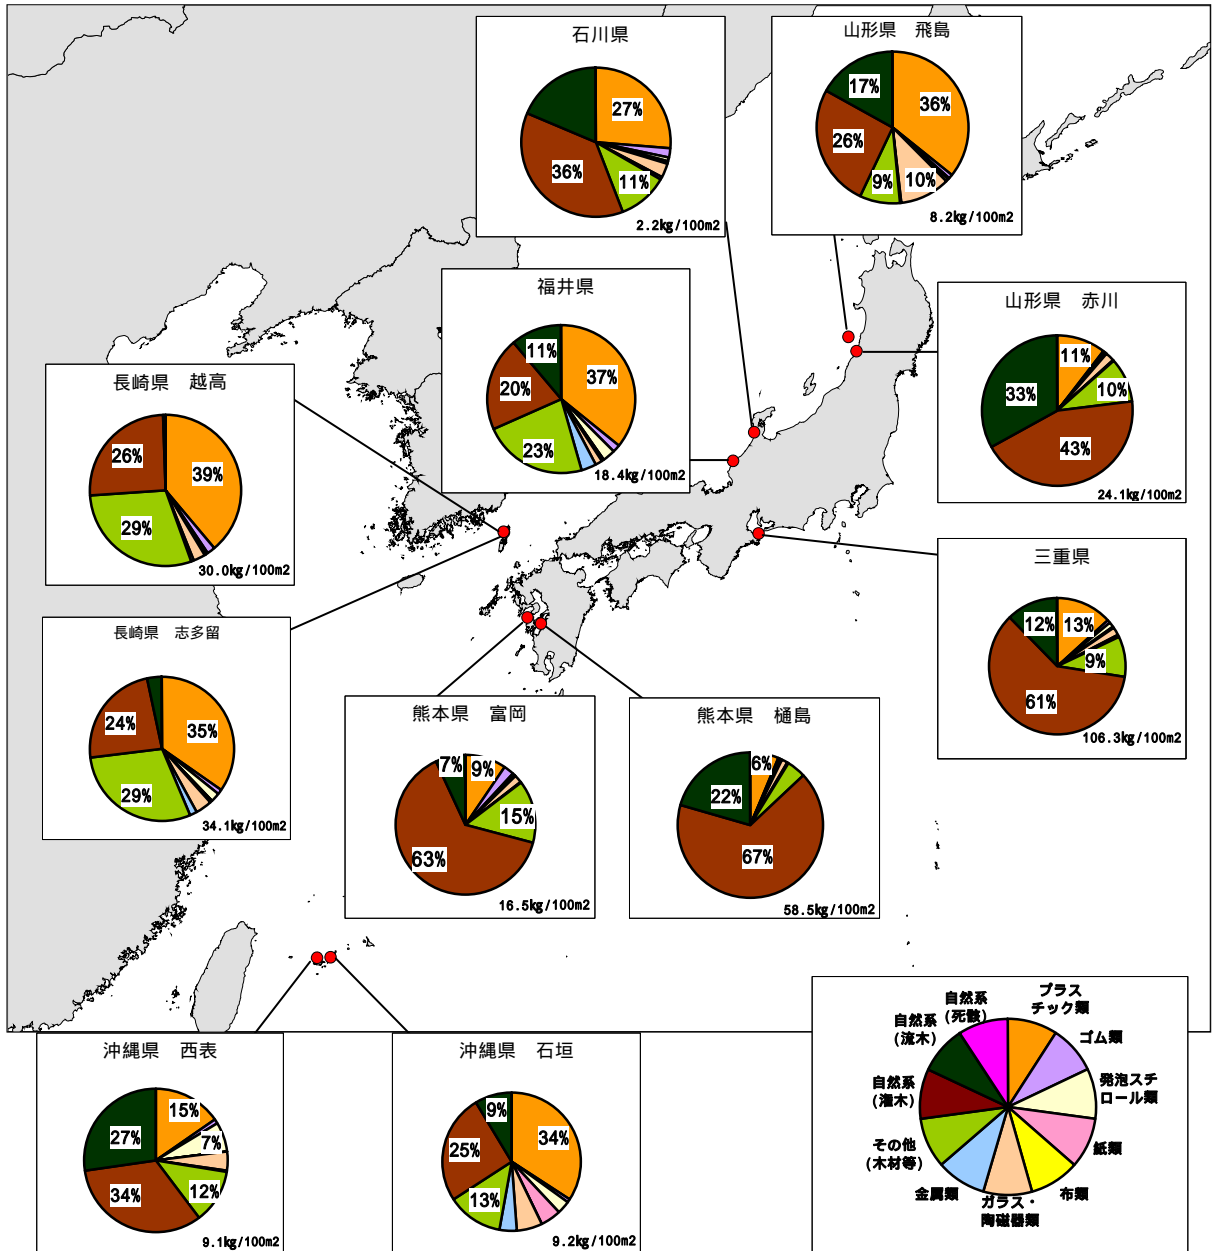 石川県
27%
36%
11%
2.2kg/100m2
山形県 飛島
17%
36%
26%
9%
10%
8.2kg/100m2
福井県
11%
37%
20%
23%
18.4kg/100m2
山形県 赤川
11%
33%
10%
43%
24.1kg/100m2
長崎県 越高
26%
39%
29%
30.0kg/100m2
三重県
12%
13%
9%
61%
106.3kg/100m2
長崎県 志多留
24%
35%
29%
34.1kg/100m2
熊本県 富岡
7%
9%
15%
63%
16.5kg/100m2
熊本県 樋島
6%
22%
67%
58.5kg/100m2
沖縄県 西表
15%
27%
7%
34%
12%
9.1kg/100m2
沖縄県 石垣
9%
34%
25%
13%
9.2kg/100m2
自然系
(死骸)
プラス
チック類
自然系
(流木)
ゴム類
自然系
(潅木)
発泡スチ
ロール類
その他
(木材等)
紙類
金属類
ガラス・
陶磁器類
布類